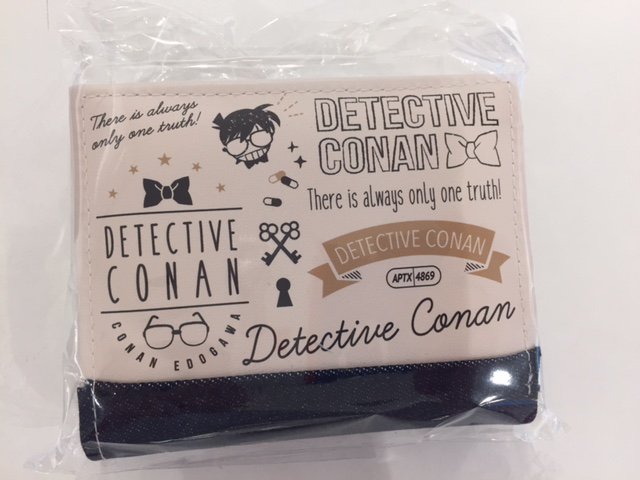 There is always
only one truth!
DETECTIVE
CONAN
There is always only one truth!
DETECTIVE
CONAN
CONAN EDOGAWA
DETECTIVE CONAN
APTX 4869
Detective Conan